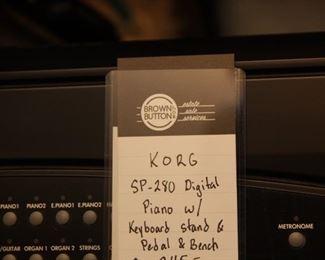 BROWN
BUTTON
estate
sale
services
KORG
SP-280 Digital
Piano w/
Keyboard stand &
Pedal & Bench
PIANO1 PIANO2 E.PIANO1 E.PIANO2
GUITAR ORGAN 1 ORGAN 2 STRINGS
METRONOME